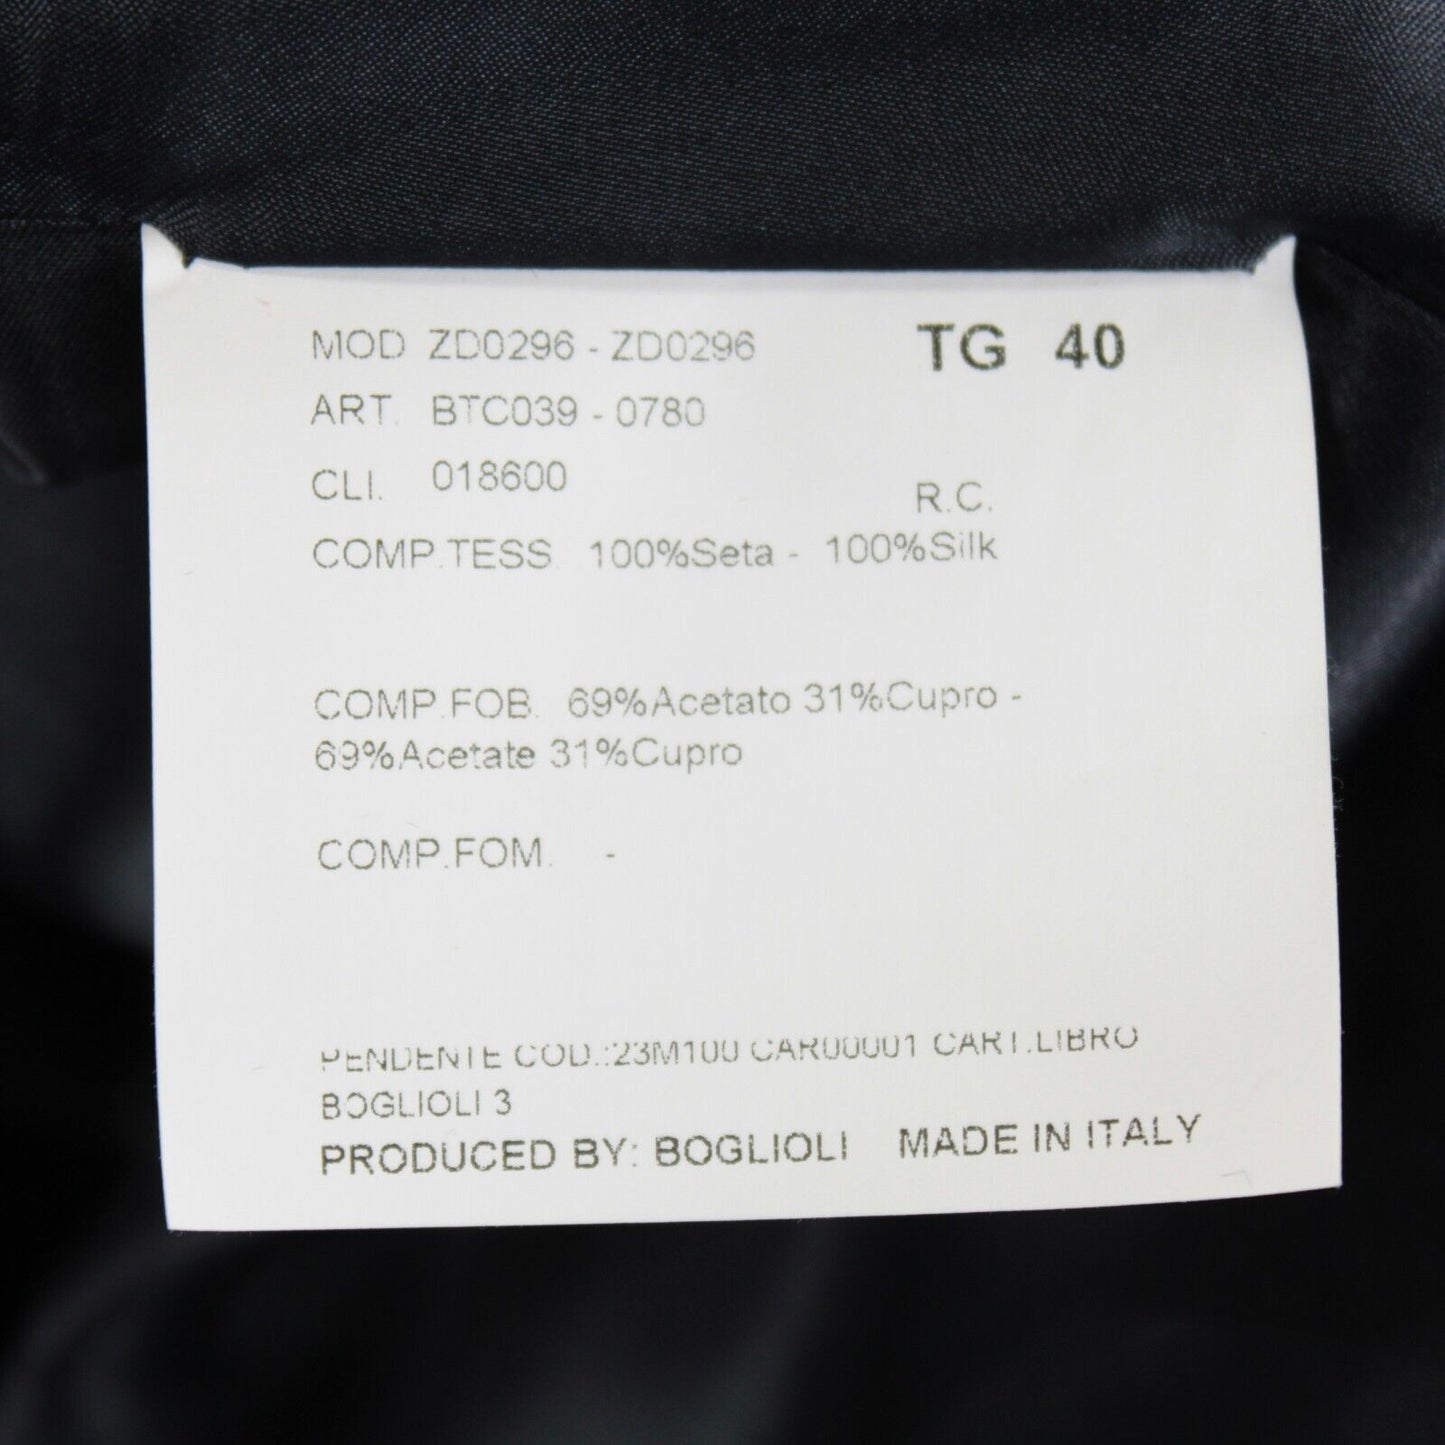 MOD ZD0296 - ZD0296 TG 40
ART. BTC039 - 0780
CLI. 018600 R.C.
COMP.TESS. 100%Seta - 100%Silk
COMP.FOB. 69%Acetato 31%Cupro -
69%Acetate 31%Cupro
COMP.FOM. -
PENDENTE COD.:23M100 CAR00001 CART.LIBRO
BOGLIOLI 3
PRODUCED BY: BOGLIOLI MADE IN ITALY